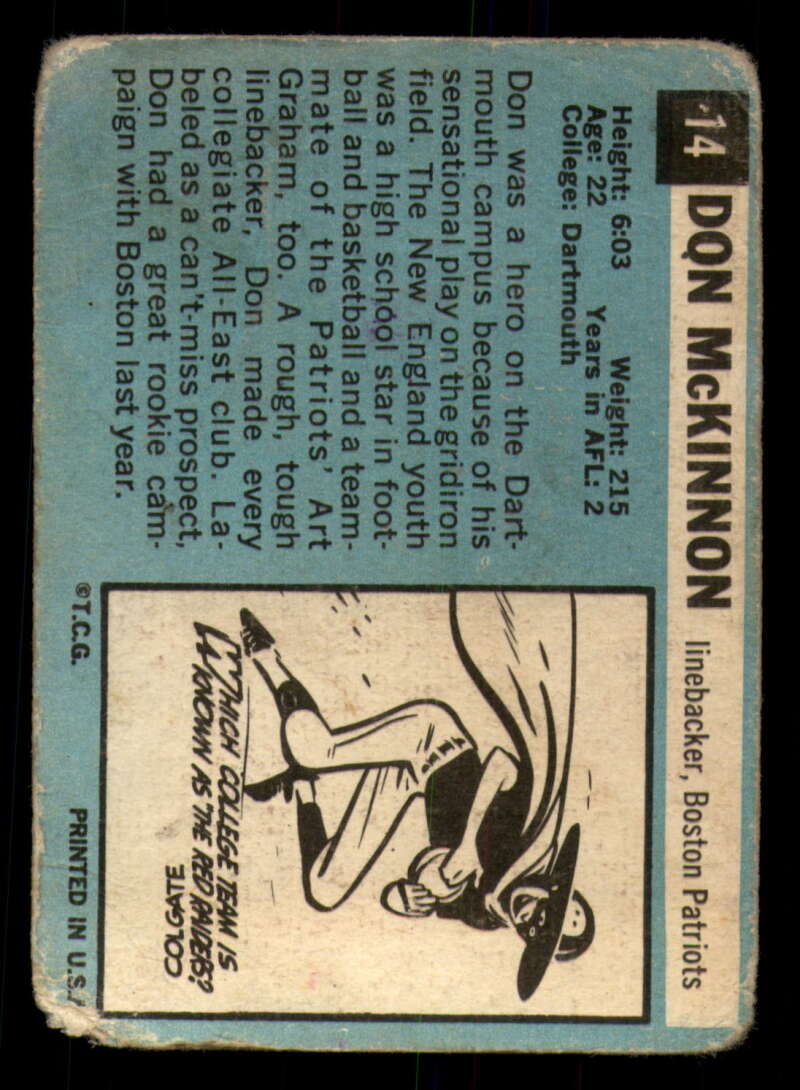 14 DON McKINNON linebacker, Boston Patriots
Height: 6:03 Weight: 215
Age: 22 Years in AFL: 2
College: Dartmouth
Don was a hero on the Dart-
mouth campus because of his
sensational play on the gridiron
field. The New England youth
was a high school star in foot-
ball and basketball and a team-
mate of the Patriots' Art
Graham, too. A rough, tough
linebacker, Don made every
collegiate All-East club. La-
beled as a can't-miss prospect,
Don had a great rookie cam-
paign with Boston last year.
WHICH COLLEGE TEAM IS
KNOWN AS THE RED RAIDERS?
COLGATE
©T.C.G. PRINTED IN U.S.A